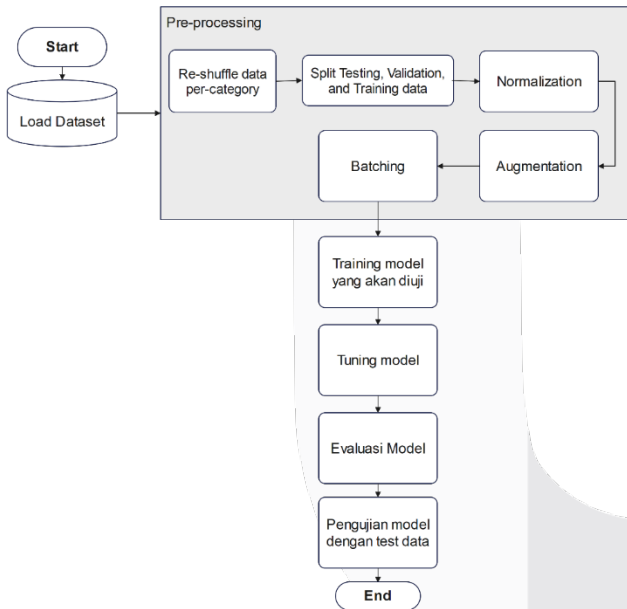 Pre-processing
Start
Load Dataset
Re-shuffle data
per-category
Split Testing, Validation,
and Training data
Normalization
Augmentation
Batching
Training model
yang akan diuji
Tuning model
Evaluasi Model
Pengujian model
dengan test data
End